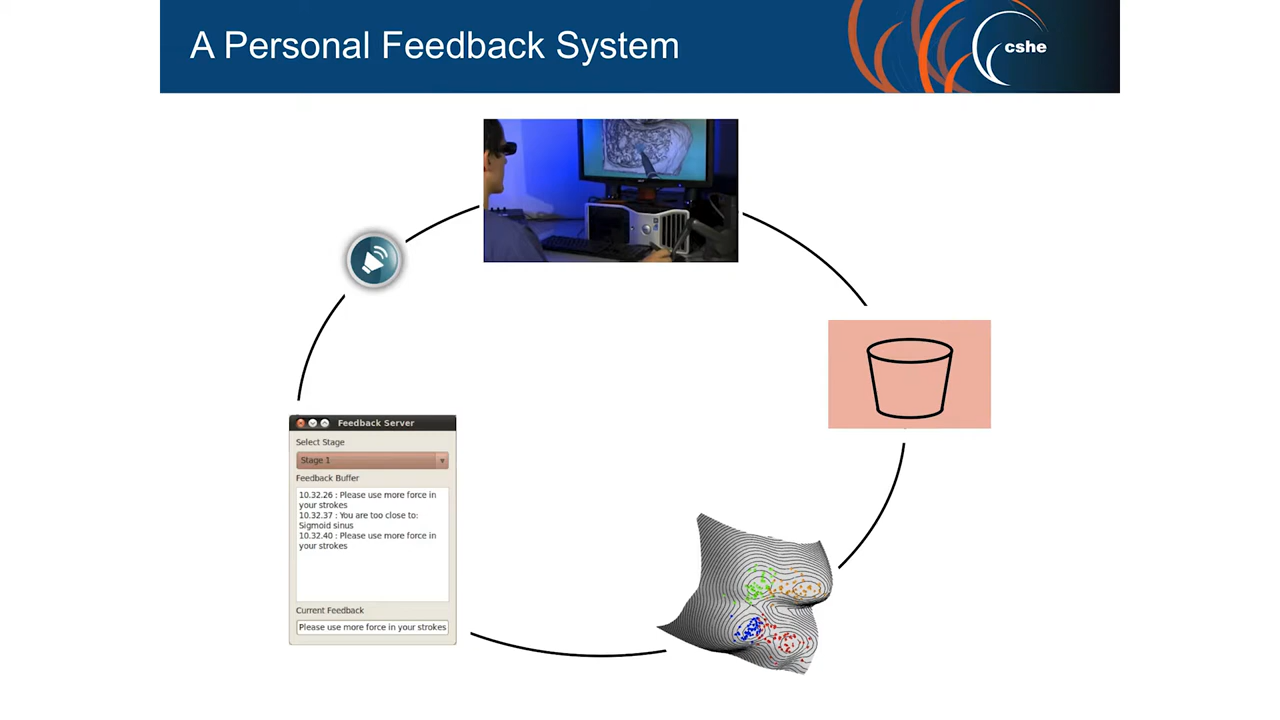 A Personal Feedback System
cshe
Feedback Server
Select Stage
Stage 1
Feedback Buffer
10.32.26 : Please use more force in
your strokes
10.32.37 : You are too close to:
Sigmoid sinus
10.32.40 : Please use more force in
your strokes
Current Feedback
Please use more force in your strokes